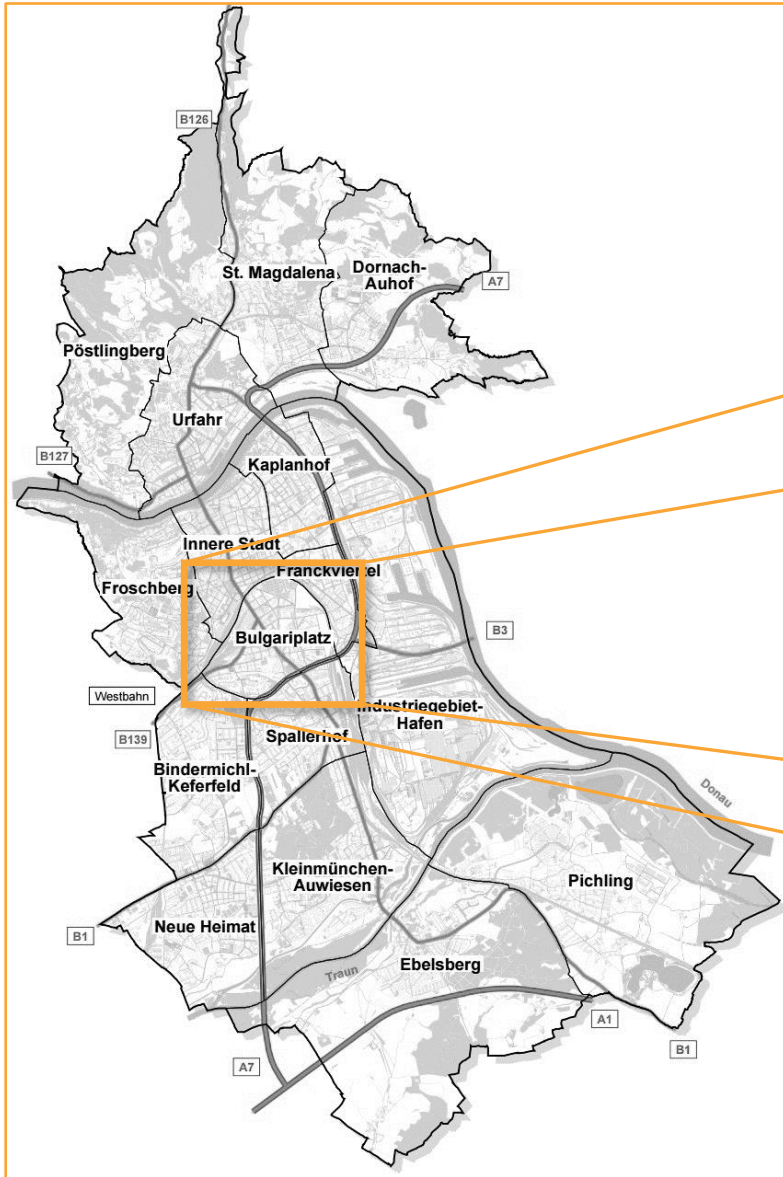 B126
St. Magdalena
Dornach-
Auhof
A7
Pöstlingberg
Urfahr
B127
Kaplanhof
Innere Stadt
Franckviertel
Froschberg
Bulgariplatz
B3
Westbahn
Industriegebiet-
Hafen
B139
Spallerhof
Bindermichl-
Keferfeld
Donau
Kleinmünchen-
Auwiesen
Pichling
Neue Heimat
B1
Ebelsberg
Traun
A1
B1
A7